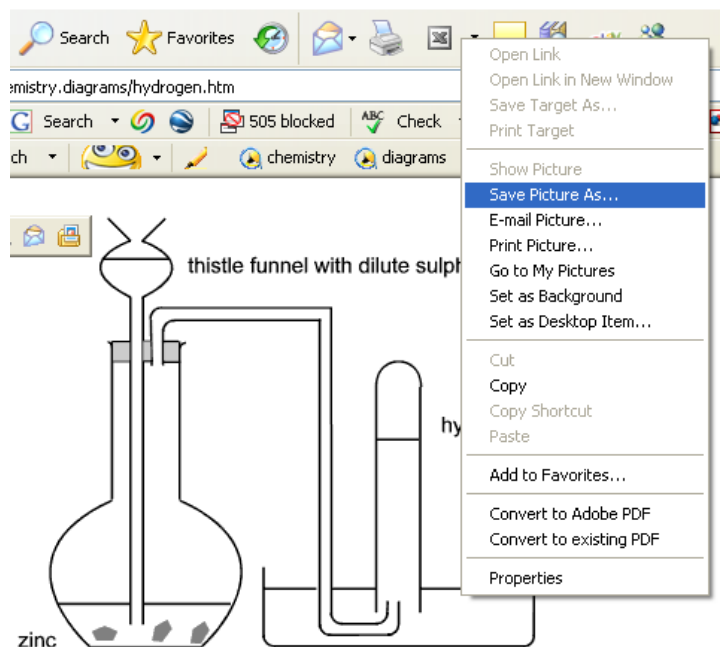 Search Favorites
emistry.diagrams/hydrogen.htm
G Search 505 blocked ABC Check
ch chemistry diagrams
thistle funnel with dilute sulph
hy
zinc
Open Link
Open Link in New Window
Save Target As...
Print Target
Show Picture
Save Picture As...
E-mail Picture...
Print Picture...
Go to My Pictures
Set as Background
Set as Desktop Item...
Cut
Copy
Copy Shortcut
Paste
Add to Favorites...
Convert to Adobe PDF
Convert to existing PDF
Properties